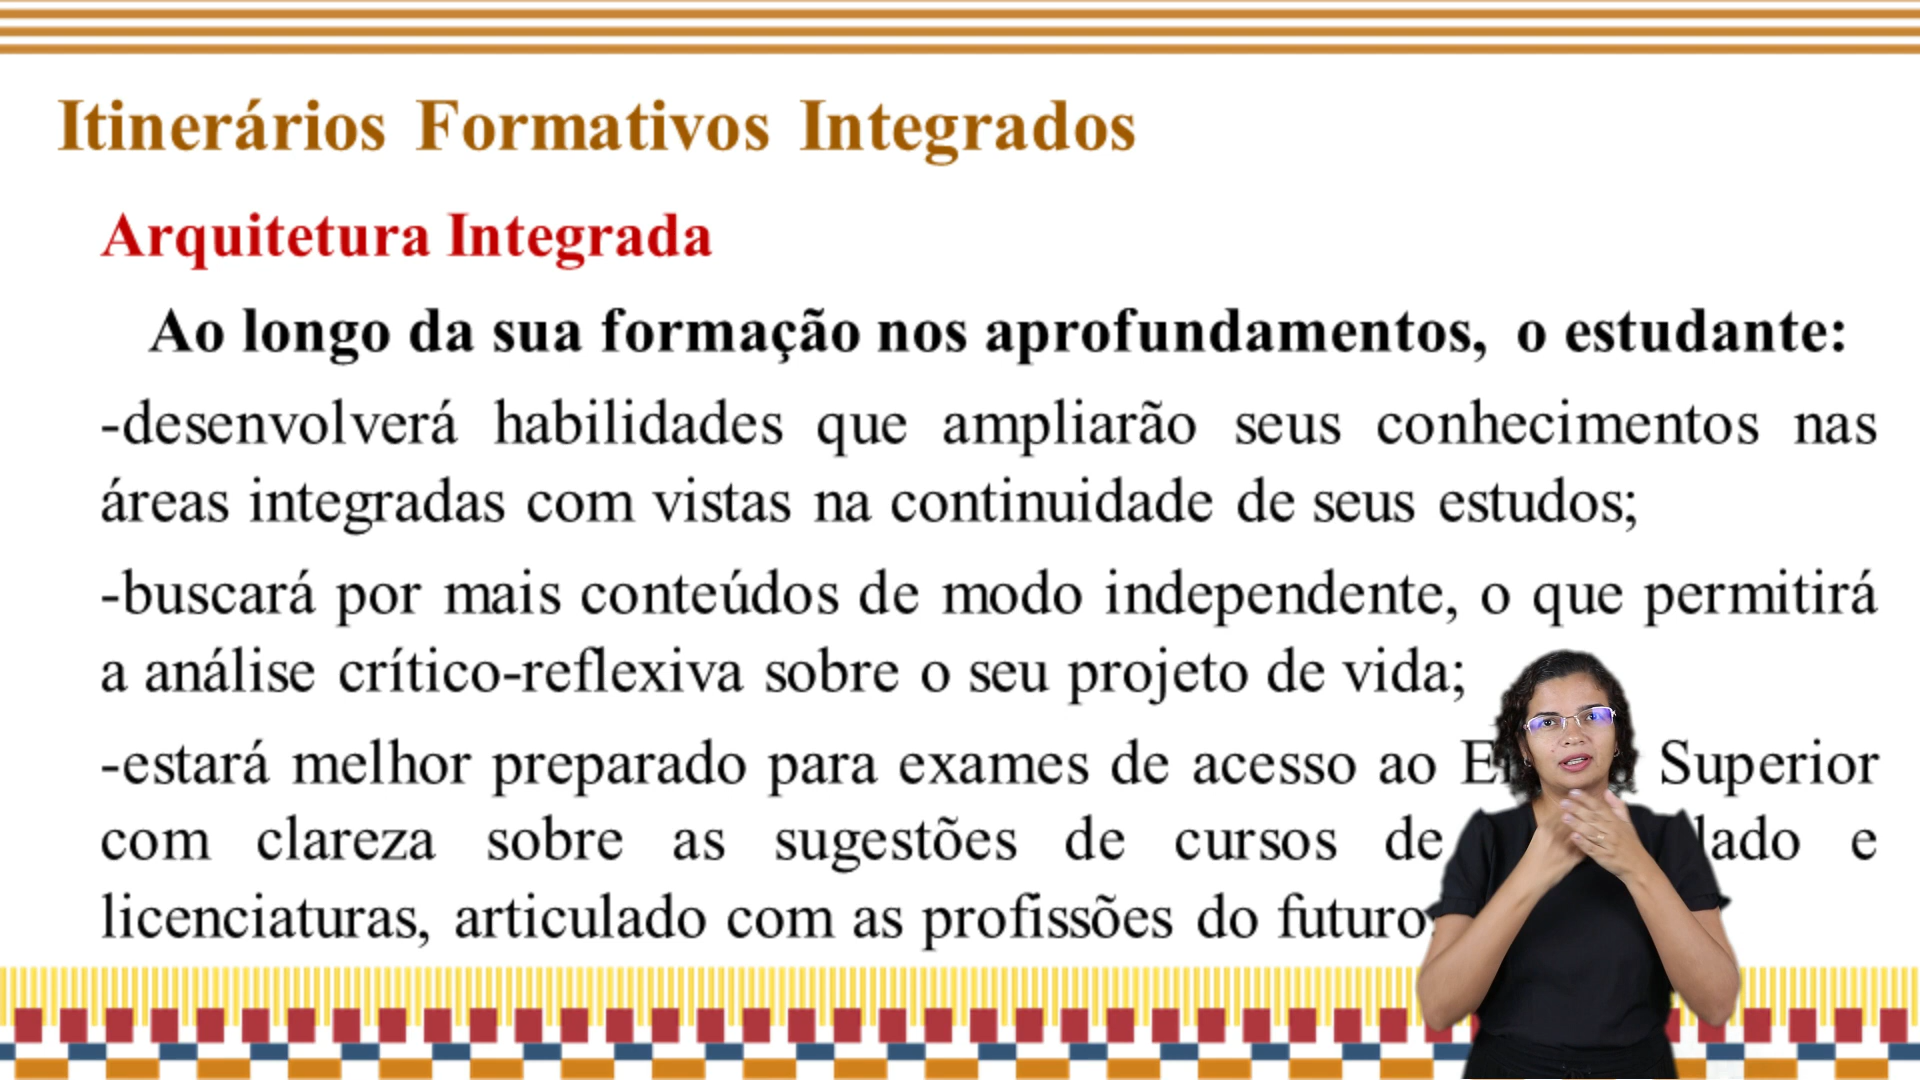 Itinerários Formativos Integrados
Arquitetura Integrada
Ao longo da sua formação nos aprofundamentos, o estudante:
-desenvolverá habilidades que ampliarão seus conhecimentos nas
áreas integradas com vistas na continuidade de seus estudos;
-buscará por mais conteúdos de modo independente, o que permitirá
a análise crítico-reflexiva sobre o seu projeto de vida;
-estará melhor preparado para exames de acesso ao Superior
com clareza sobre as sugestões de cursos de e
licenciaturas, articulado com as profissões do futuro.